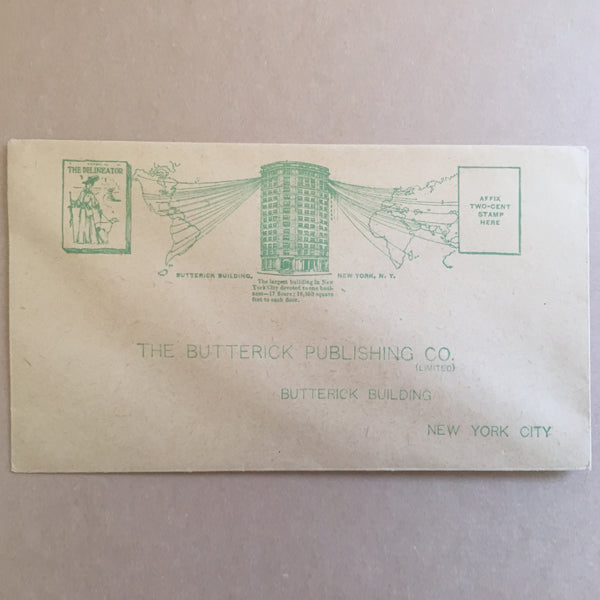 THE DELINEATOR
AFFIX
TWO-CENT
STAMP
HERE
BUTTERICK BUILDING, NEW YORK, N. Y.
The largest building in New
York City devoted to one busi-
ness—17 floors; 18,160 square
feet to each floor.
THE BUTTERICK PUBLISHING CO.
(LIMITED)
BUTTERICK BUILDING
NEW YORK CITY